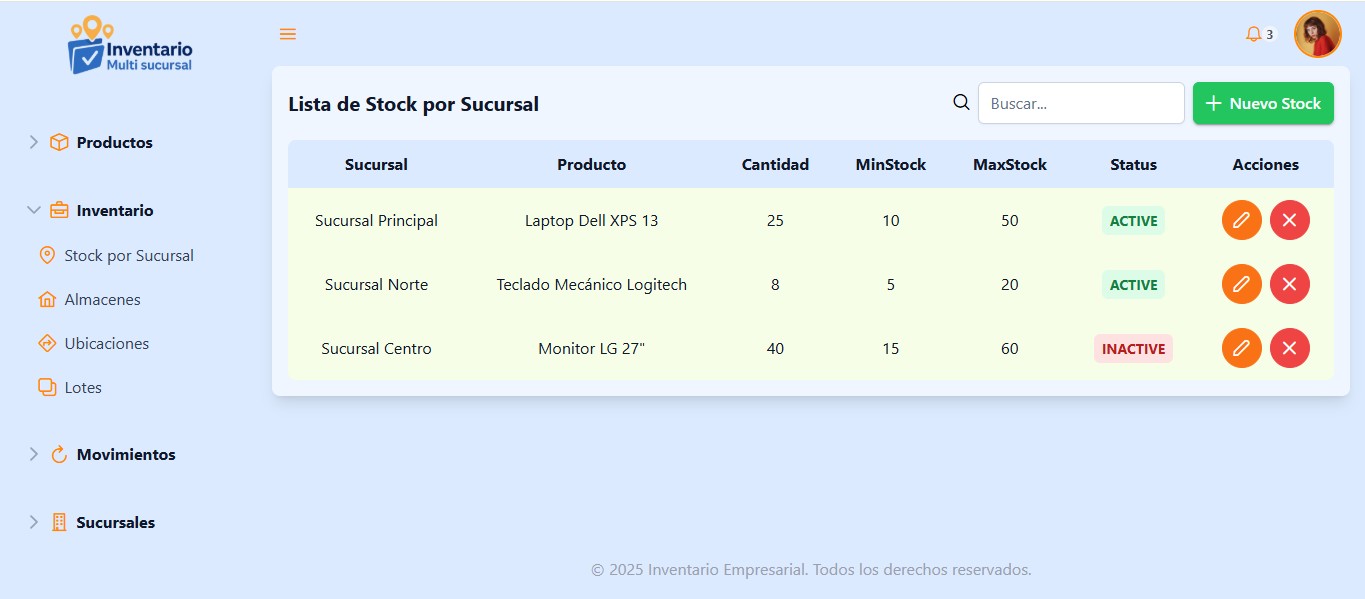 Inventario
Multi sucursal
3
Productos
Inventario
Stock por Sucursal
Almacenes
Ubicaciones
Lotes
Movimientos
Sucursales
Lista de Stock por Sucursal
Buscar...
Nuevo Stock
Sucursal Producto Cantidad MinStock MaxStock Status Acciones
Sucursal Principal Laptop Dell XPS 13 25 10 50 ACTIVE
Sucursal Norte Teclado Mecánico Logitech 8 5 20 ACTIVE
Sucursal Centro Monitor LG 27" 40 15 60 INACTIVE
© 2025 Inventario Empresarial. Todos los derechos reservados.